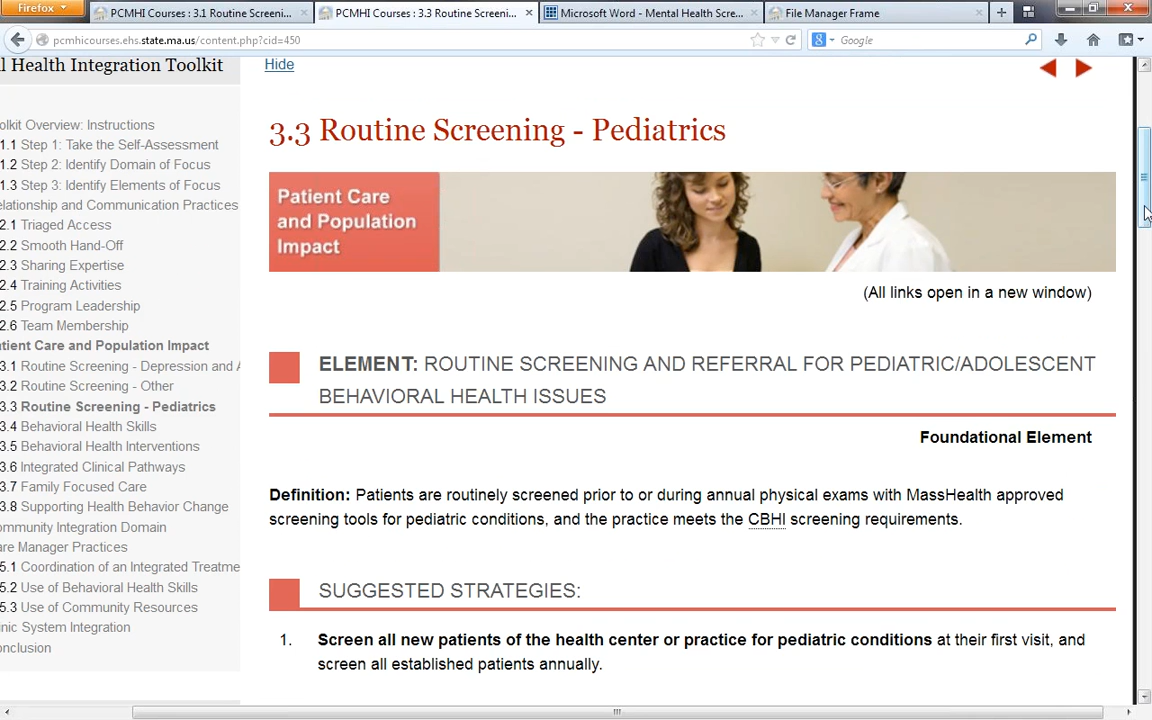 Firefox
PCMHI Courses : 3.1 Routine Screeni...
PCMHI Courses : 3.3 Routine Screeni...
Microsoft Word - Mental Health Scre...
File Manager Frame
pcmhicourses.ehs.state.ma.us/content.php?cid=450
Google
l Health Integration Toolkit
Hide
olkit Overview: Instructions
1.1 Step 1: Take the Self-Assessment
1.2 Step 2: Identify Domain of Focus
1.3 Step 3: Identify Elements of Focus
elationship and Communication Practices
2.1 Triaged Access
2.2 Smooth Hand-Off
2.3 Sharing Expertise
2.4 Training Activities
2.5 Program Leadership
2.6 Team Membership
atient Care and Population Impact
3.1 Routine Screening - Depression and A
3.2 Routine Screening - Other
3.3 Routine Screening - Pediatrics
3.4 Behavioral Health Skills
3.5 Behavioral Health Interventions
3.6 Integrated Clinical Pathways
3.7 Family Focused Care
3.8 Supporting Health Behavior Change
ommunity Integration Domain
are Manager Practices
5.1 Coordination of an Integrated Treatme
5.2 Use of Behavioral Health Skills
5.3 Use of Community Resources
inic System Integration
onclusion
3.3 Routine Screening - Pediatrics
Patient Care
and Population
Impact
(All links open in a new window)
ELEMENT: ROUTINE SCREENING AND REFERRAL FOR PEDIATRIC/ADOLESCENT
BEHAVIORAL HEALTH ISSUES
Foundational Element
Definition: Patients are routinely screened prior to or during annual physical exams with MassHealth approved
screening tools for pediatric conditions, and the practice meets the CBHI screening requirements.
SUGGESTED STRATEGIES:
1. Screen all new patients of the health center or practice for pediatric conditions at their first visit, and
screen all established patients annually.